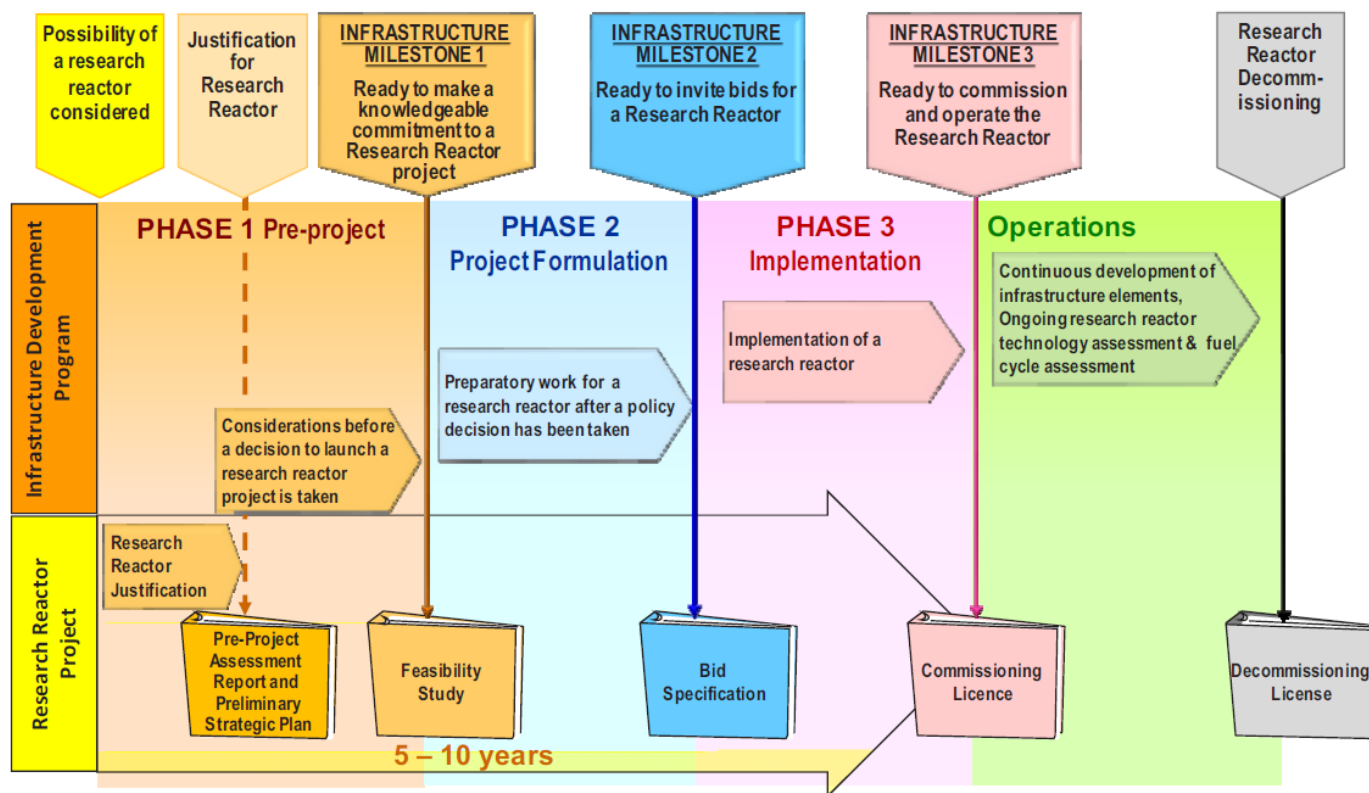 Possibility of
a research
reactor
considered
Justification
for
Research
Reactor
INFRASTRUCTURE
MILESTONE 1
Ready to make a
knowledgeable
commitment to a
Research Reactor
project
INFRASTRUCTURE
MILESTONE 2
Ready to invite bids for
a Research Reactor
INFRASTRUCTURE
MILESTONE 3
Ready to commission
and operate the
Research Reactor
Research
Reactor
Decomm-
issioning
Infrastructure Development
Program
PHASE 1 Pre-project
PHASE 2
Project Formulation
PHASE 3
Implementation
Operations
Continuous development of
infrastructure elements,
Ongoing research reactor
technology assessment & fuel
cycle assessment
Implementation of a
research reactor
Preparatory work for a
research reactor after a policy
decision has been taken
Considerations before
a decision to launch a
research reactor
project is taken
Research Reactor
Project
Research
Reactor
Justification
Pre-Project
Assessment
Report and
Preliminary
Strategic Plan
Feasibility
Study
Bid
Specification
Commissioning
Licence
Decommissioning
License
5 – 10 years